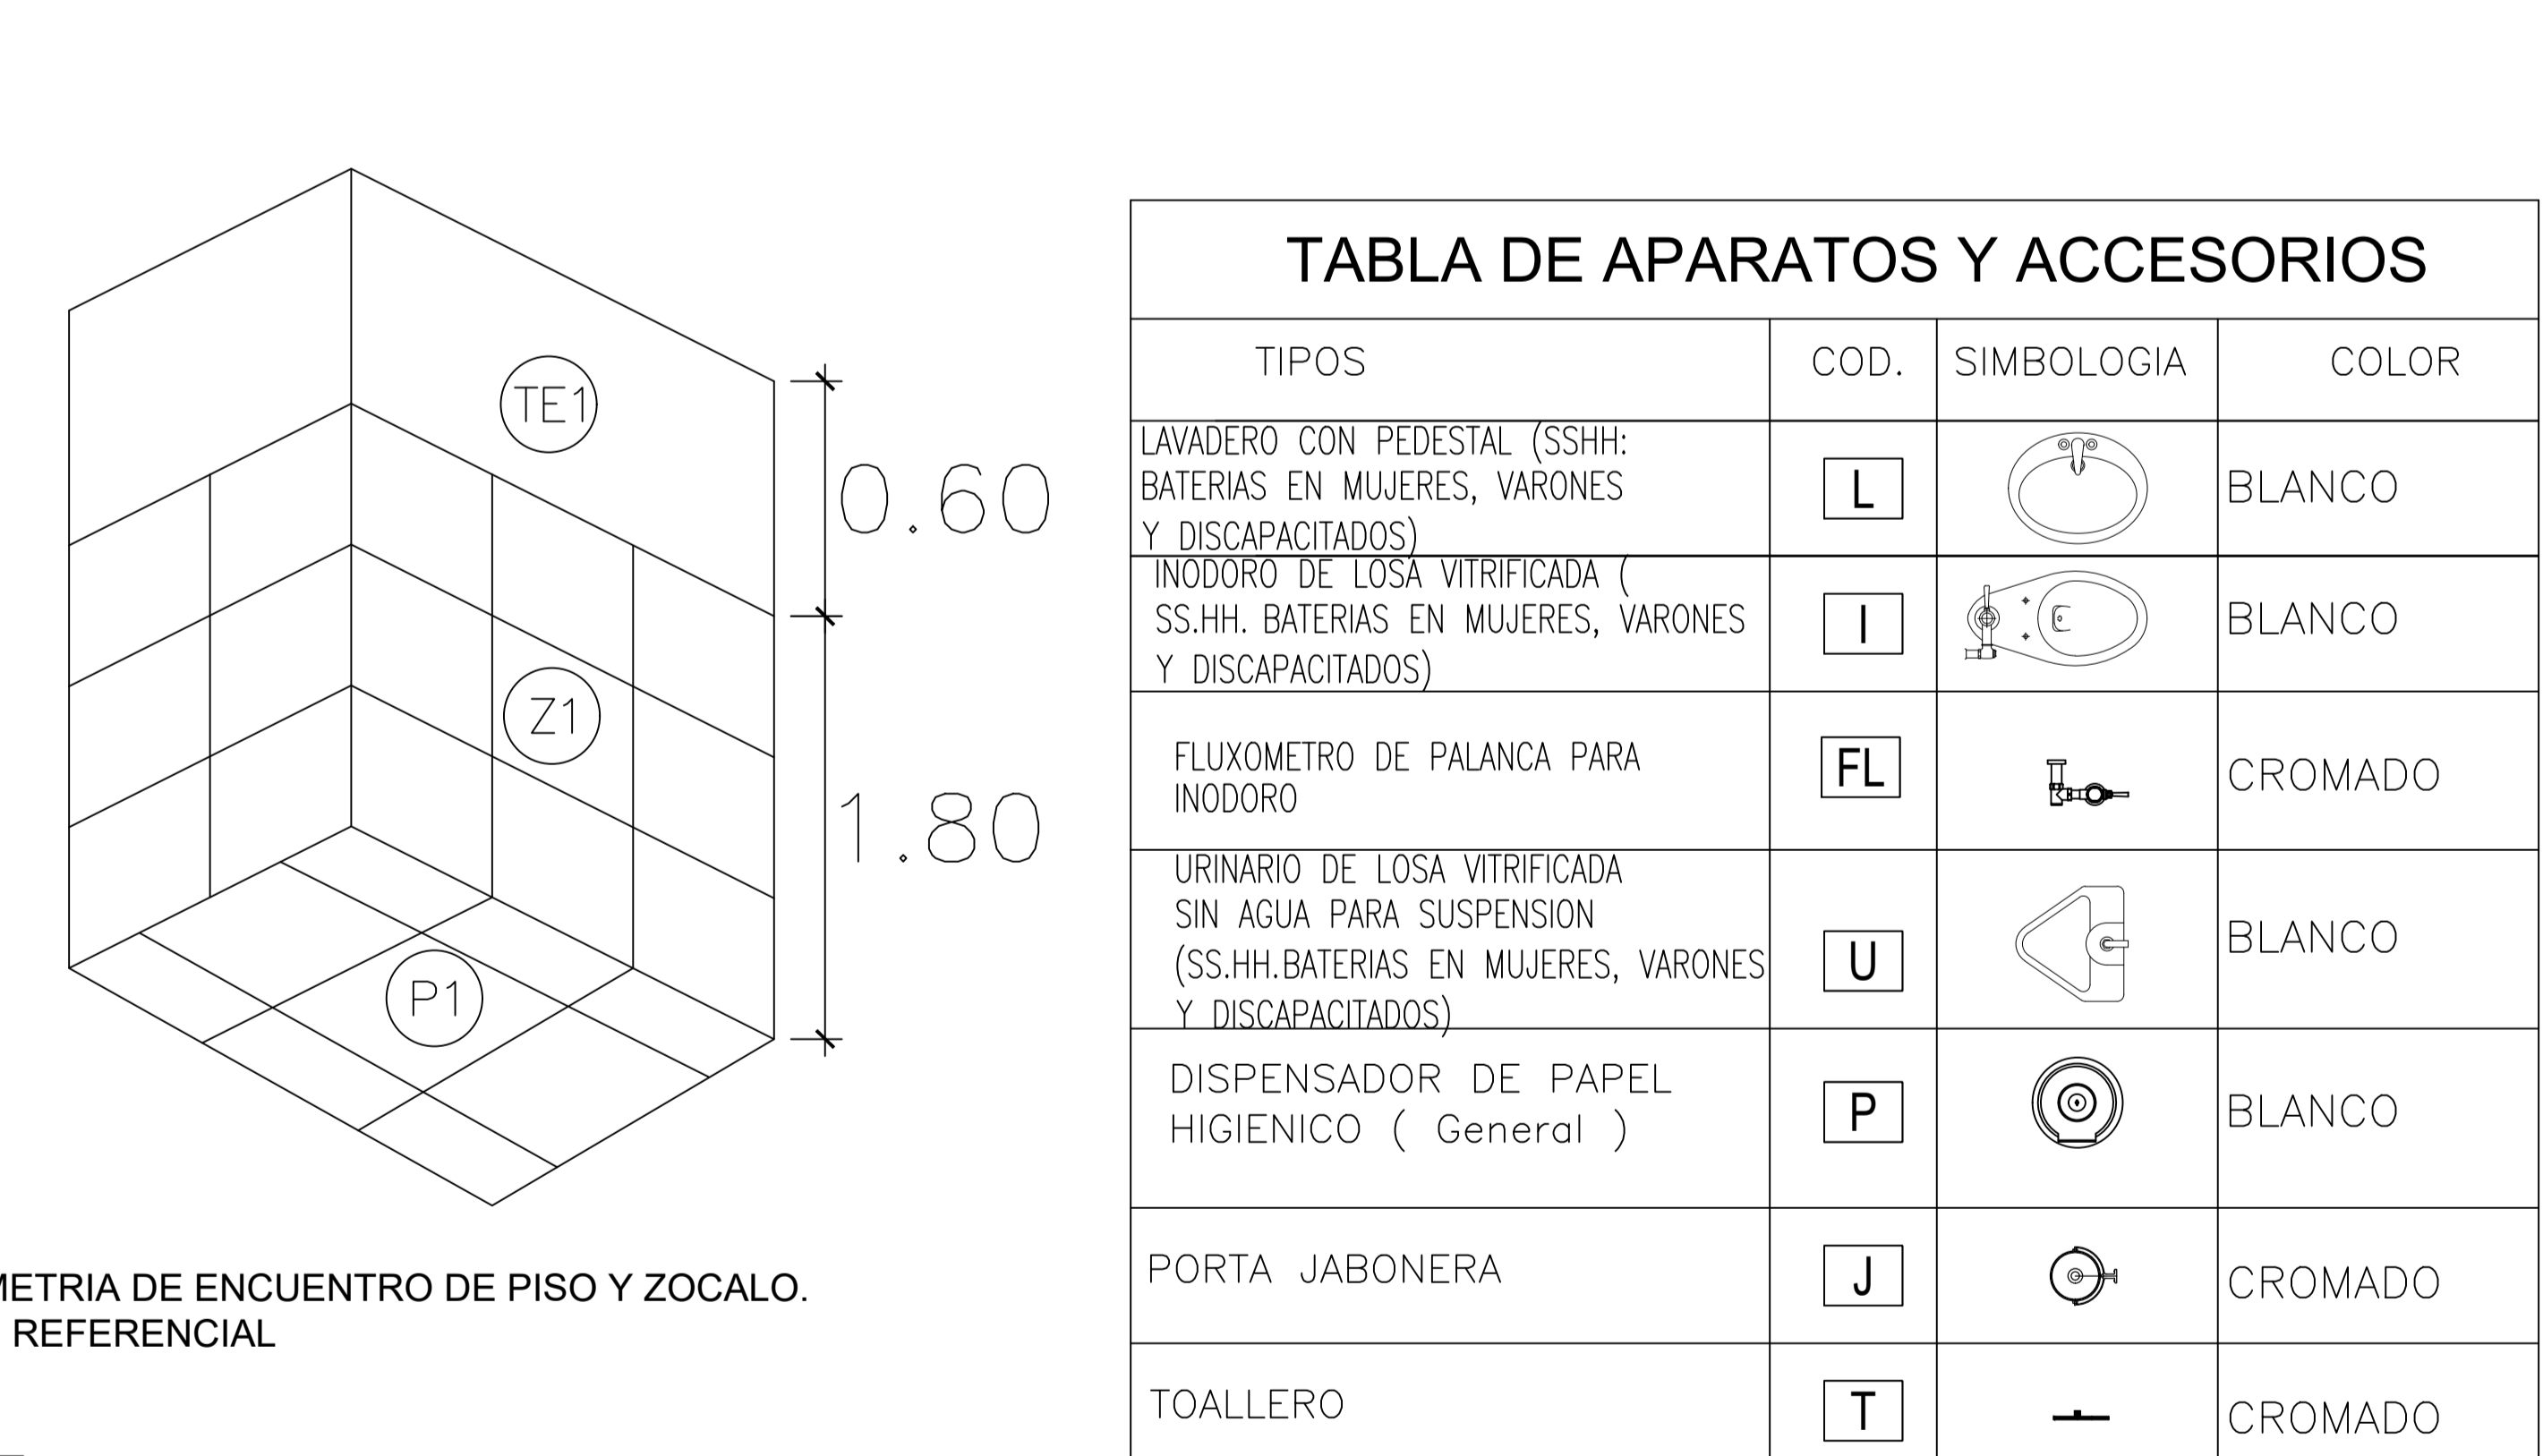 TE1
0.60
Z1
1.80
P1
METRIA DE ENCUENTRO DE PISO Y ZOCALO.
REFERENCIAL
TABLA DE APARATOS Y ACCESORIOS
TIPOS COD. SIMBOLOGIA COLOR
LAVADERO CON PEDESTAL (SSHH:
BATERIAS EN MUJERES, VARONES
Y DISCAPACITADOS)
L
BLANCO
INODORO DE LOSA VITRIFICADA (
SS.HH. BATERIAS EN MUJERES, VARONES
Y DISCAPACITADOS)
I
BLANCO
FLUXOMETRO DE PALANCA PARA
INODORO
FL
CROMADO
URINARIO DE LOSA VITRIFICADA
SIN AGUA PARA SUSPENSION
(SS.HH.BATERIAS EN MUJERES, VARONES
Y DISCAPACITADOS)
U
BLANCO
DISPENSADOR DE PAPEL
HIGIENICO ( General )
P
BLANCO
PORTA JABONERA
J
CROMADO
TOALLERO
T
CROMADO